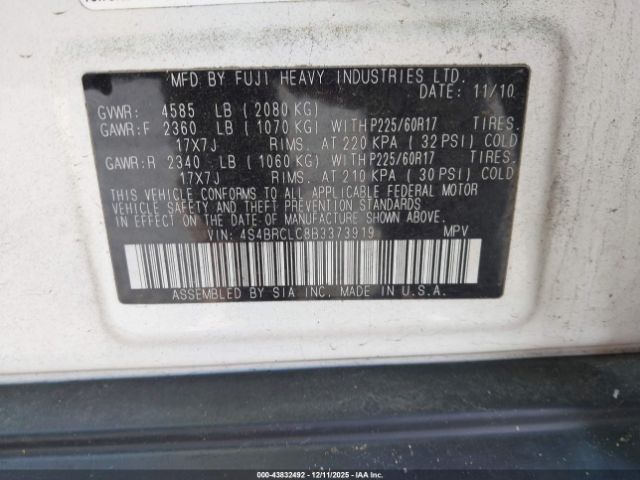 MFD. BY FUJI HEAVY INDUSTRIES LTD.
DATE: 11/10
GVWR: 4585 LB (2080 KG)
GAWR:F 2360 LB (1070 KG) WITH P225/60R17 TIRES.
17X7J RIMS. AT 220 KPA (32 PSI) COLD
GAWR:R 2340 LB (1060 KG) WITH P225/60R17 TIRES.
17X7J RIMS. AT 210 KPA (30 PSI) COLD
THIS VEHICLE CONFORMS TO ALL APPLICABLE FEDERAL MOTOR
VEHICLE SAFETY AND THEFT PREVENTION STANDARDS
IN EFFECT ON THE DATE OF MANUFACTURE SHOWN ABOVE.
VIN: 4S4BRCLC8B3373919 MPV
ASSEMBLED BY SIA INC. MADE IN U.S.A.
000-43832492 - 12/11/2025 - IAA Inc.